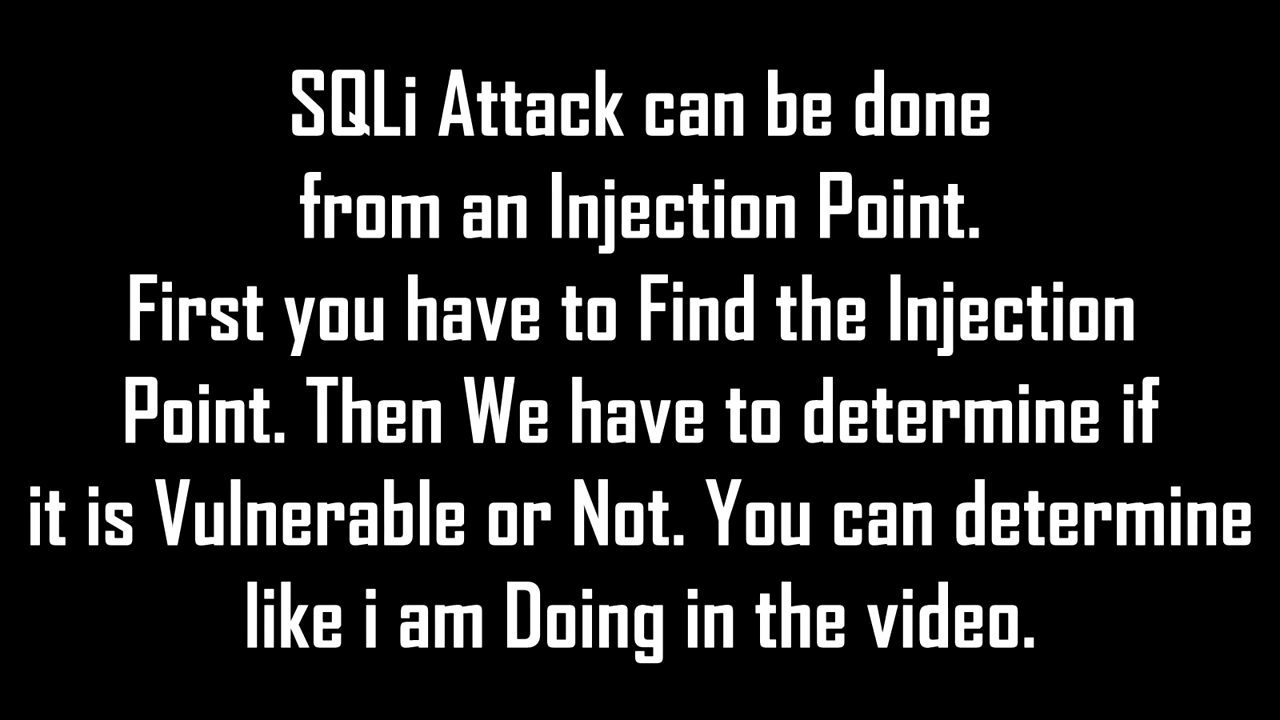 SQLi Attack can be done
from an Injection Point.
First you have to Find the Injection
Point. Then We have to determine if
it is Vulnerable or Not. You can determine
like i am Doing in the video.